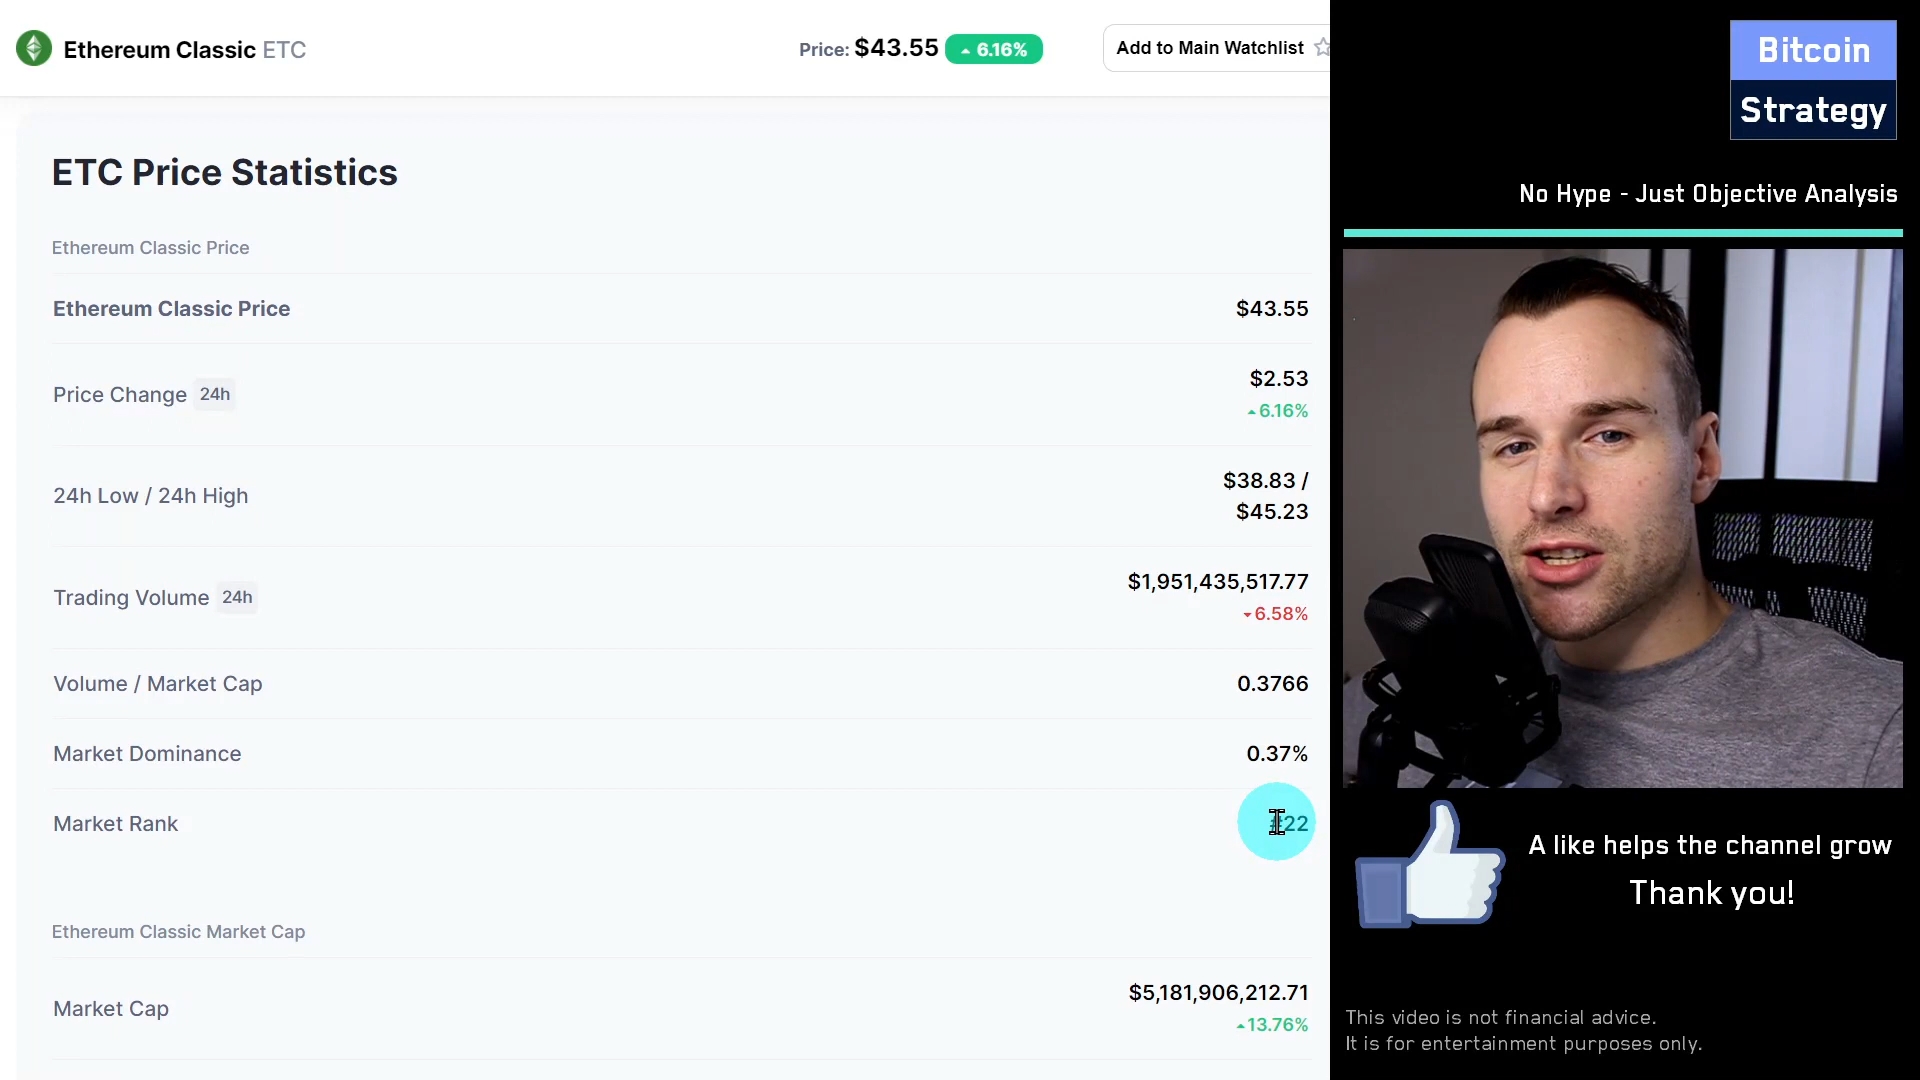 Ethereum Classic ETC
Price: $43.55 6.16%
Add to Main Watchlist
ETC Price Statistics
Ethereum Classic Price
Ethereum Classic Price $43.55
Price Change 24h $2.53
6.16%
24h Low / 24h High $38.83 /
$45.23
Trading Volume 24h $1,951,435,517.77
6.58%
Volume / Market Cap 0.3766
Market Dominance 0.37%
Market Rank #22
Ethereum Classic Market Cap
Market Cap $5,181,906,212.71
13.76%
Bitcoin
Strategy
No Hype - Just Objective Analysis
A like helps the channel grow
Thank you!
This video is not financial advice.
It is for entertainment purposes only.